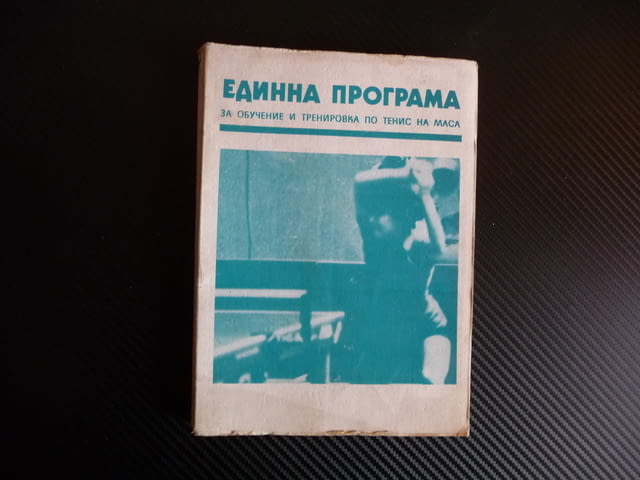 ЕДИННА ПРОГРАМА
ЗА ОБУЧЕНИЕ И ТРЕНИРОВКА ПО ТЕНИС НА МАСА